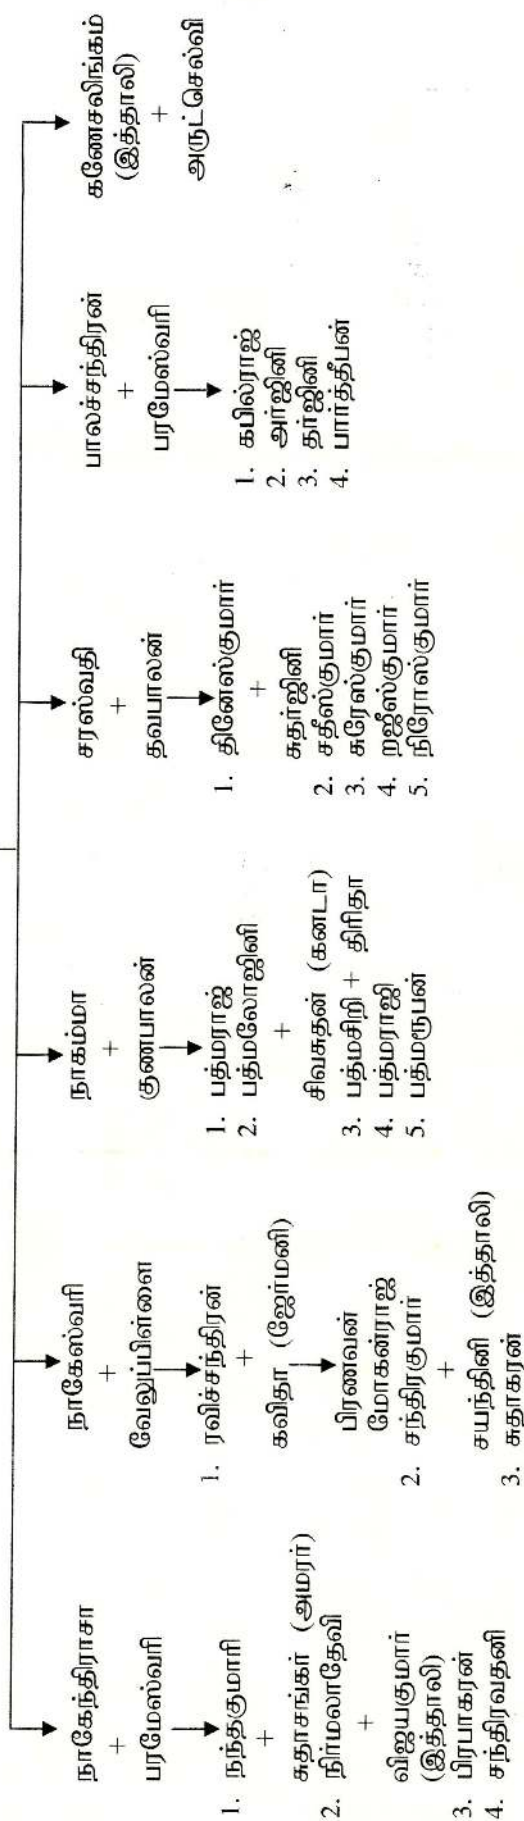 நாகேந்திராசா
+
பரமேஸ்வரி
1. நந்தகுமாரி
+
சுதாசங்கர் (அமரர்)
2. நிர்மலாதேவி
+
விஜயகுமார்
(இத்தாலி)
3. பிரபாகரன்
4. சந்திரவதனி
நாகேஸ்வரி
+
வேலுப்பிள்ளை
1. ரவிச்சந்திரன்
+
கவிதா (ஜேர்மனி)
பிரணவன்
மோகன்ராஜ்
2. சந்திரகுமார்
+
சயந்தினி (இத்தாலி)
3. சுதாகரன்
நாகம்மா
+
குணபாலன்
1. பத்மராஜ்
2. பத்மலோஜினி
+
சிவசுதன் (கனடா)
3. பத்மசிறி + திரிதா
4. பத்மராஜி
5. பத்மரூபன்
சரஸ்வதி
+
தவபாலன்
1. தினேஸ்குமார்
+
சுதர்ஜினி
2. சதீஸ்குமார்
3. சுரேஸ்குமார்
4. றஜீஸ்குமார்
5. நிரோஸ்குமார்
பாலச்சந்திரன்
+
பரமேஸ்வரி
1. கபில்ராஜ்
2. அர்ஜினி
3. தர்ஜினி
4. பார்த்தீபன்
கணேசலிங்கம்
(இத்தாலி)
+
அருட்செல்வி